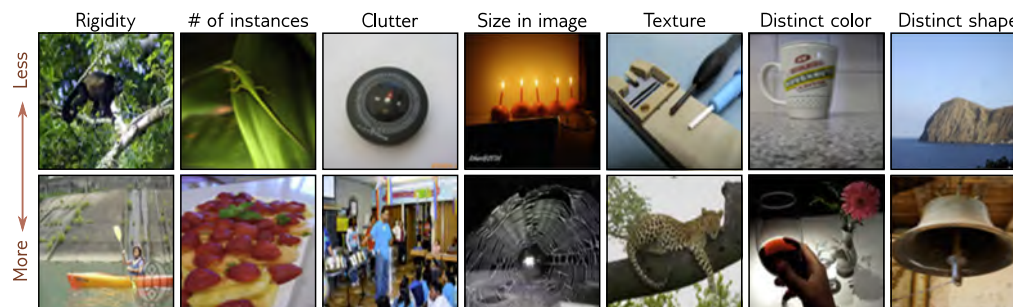 Rigidity
# of instances
Clutter
Size in image
Texture
Distinct color
Distinct shape
Less
More